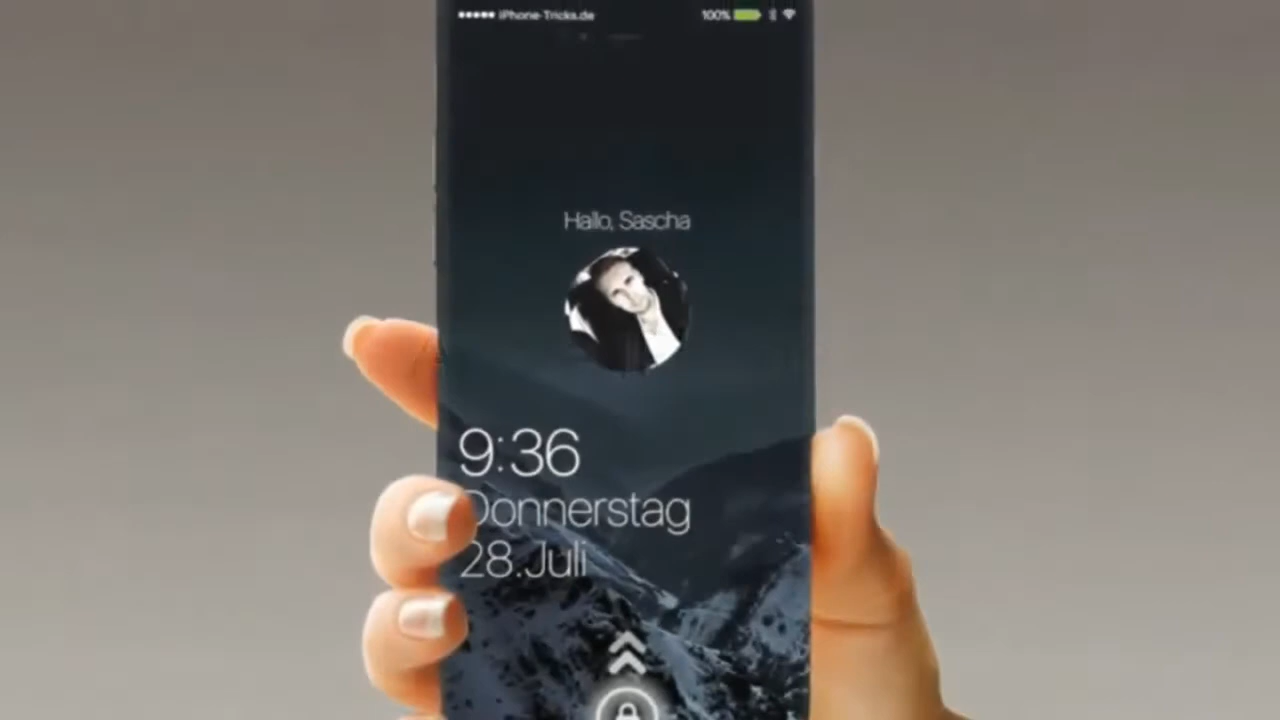 iPhone-Tricks.de 100%
Hallo, Sascha
9:36
Donnerstag
28.Juli